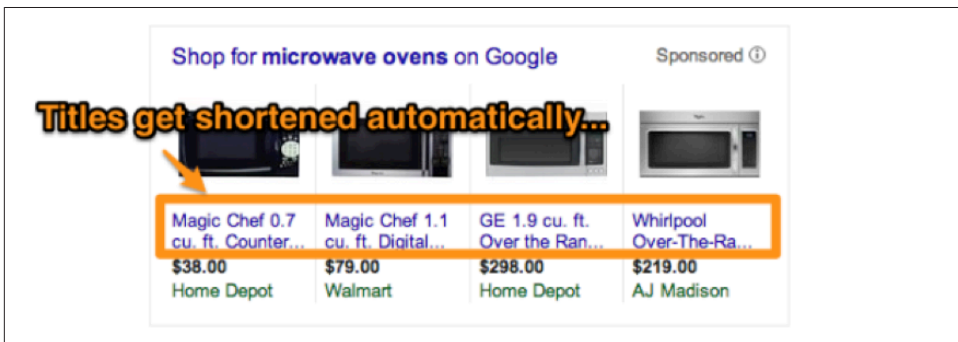 Shop for microwave ovens on Google
Sponsored ⓘ
Titles get shortened automatically...
Magic Chef 0.7
cu. ft. Counter...
$38.00
Home Depot
Magic Chef 1.1
cu. ft. Digital...
$79.00
Walmart
GE 1.9 cu. ft.
Over the Ran...
$298.00
Home Depot
Whirlpool
Over-The-Ra...
$219.00
AJ Madison